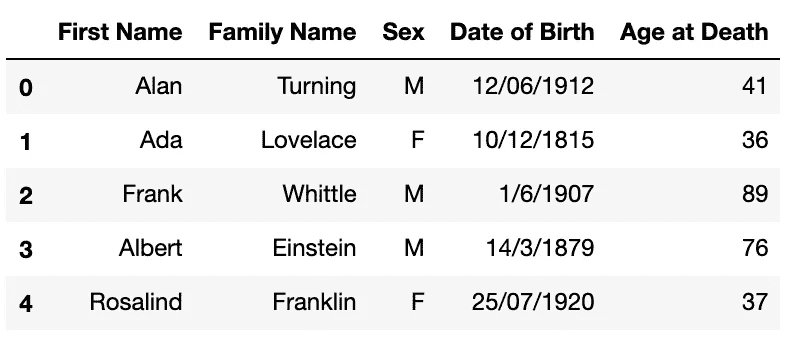 First Name Family Name Sex Date of Birth Age at Death
0 Alan Turning M 12/06/1912 41
1 Ada Lovelace F 10/12/1815 36
2 Frank Whittle M 1/6/1907 89
3 Albert Einstein M 14/3/1879 76
4 Rosalind Franklin F 25/07/1920 37